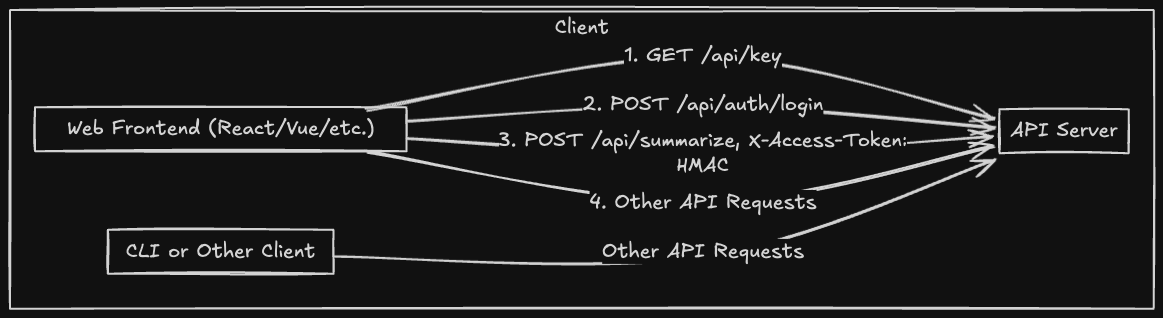 Client
1. GET /api/key
2. POST /api/auth/login
Web Frontend (React/Vue/etc.)
API Server
3. POST /api/summarize, X-Access-Token:
HMAC
4. Other API Requests
CLI or Other Client
Other API Requests